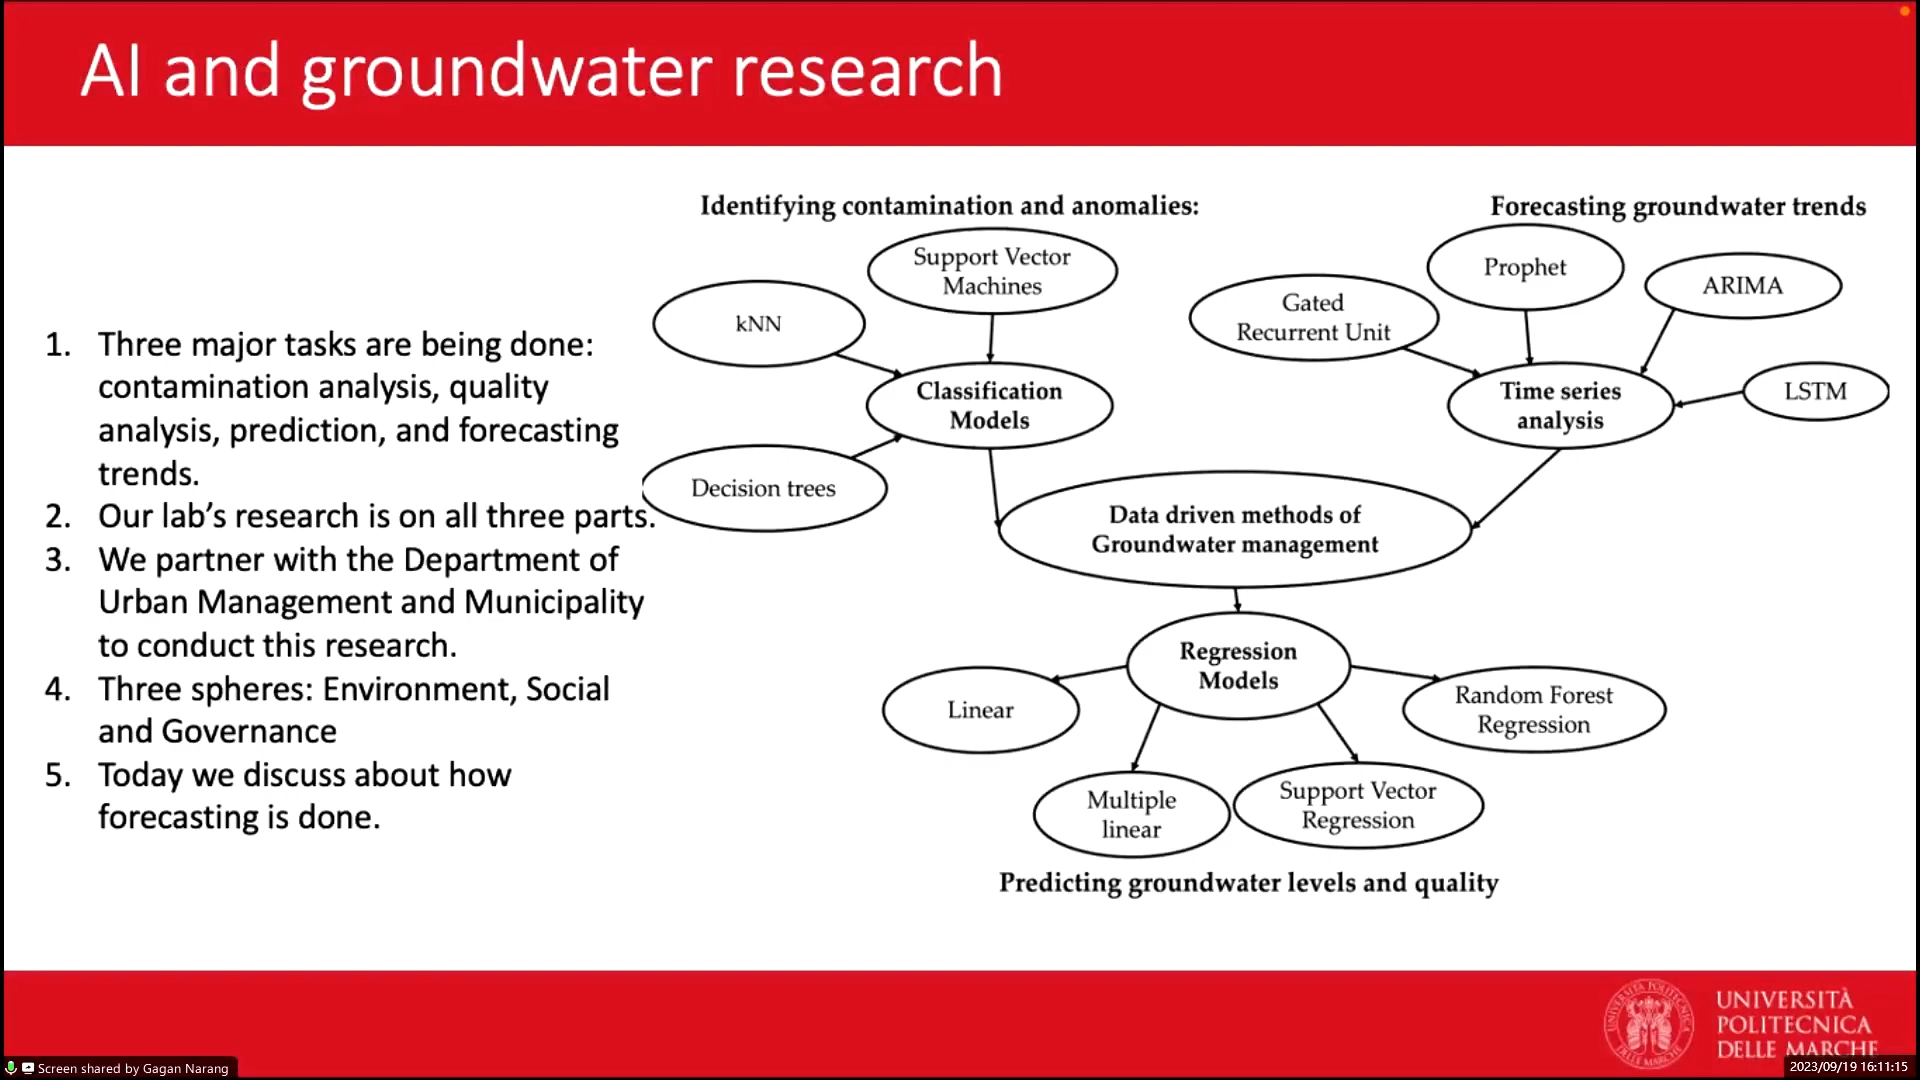 AI and groundwater research
1. Three major tasks are being done:
contamination analysis, quality
analysis, prediction, and forecasting
trends.
2. Our lab’s research is on all three parts.
3. We partner with the Department of
Urban Management and Municipality
to conduct this research.
4. Three spheres: Environment, Social
and Governance
5. Today we discuss about how
forecasting is done.
Identifying contamination and anomalies:
Support Vector
Machines
kNN
Classification
Models
Decision trees
Forecasting groundwater trends
Prophet
ARIMA
Gated
Recurrent Unit
Time series
analysis
LSTM
Data driven methods of
Groundwater management
Regression
Models
Linear
Random Forest
Regression
Multiple
linear
Support Vector
Regression
Predicting groundwater levels and quality
UNIVERSITÀ
POLITECNICA
DELLE MARCHE
Screen shared by Gagan Narang
2023/09/19 16:11:15